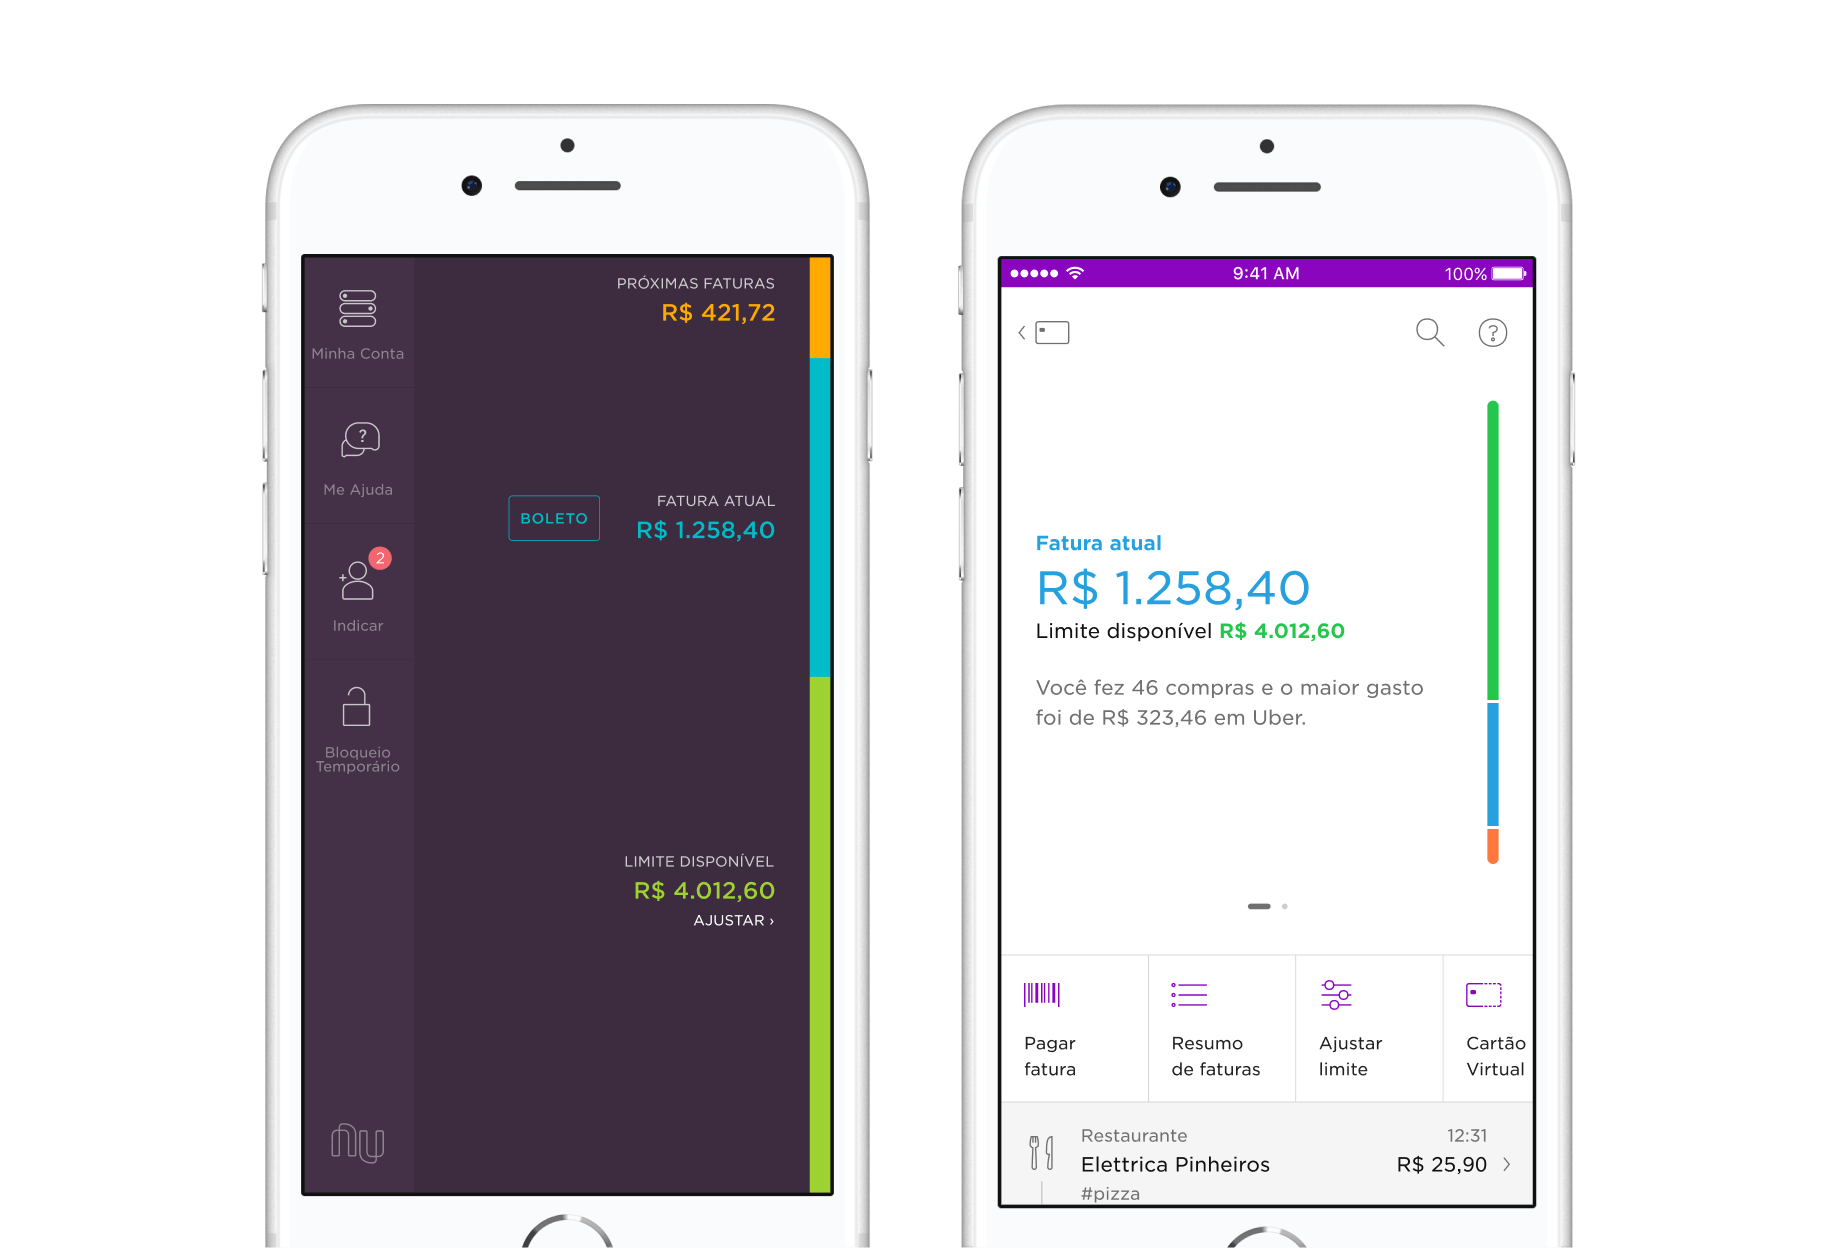 Minha Conta
?
Me Ajuda
2
Indicar
Bloqueio
Temporário
nu
PRÓXIMAS FATURAS
R$ 421,72
BOLETO
FATURA ATUAL
R$ 1.258,40
LIMITE DISPONÍVEL
R$ 4.012,60
AJUSTAR ›
9:41 AM
100%
?
Fatura atual
R$ 1.258,40
Limite disponível R$ 4.012,60
Você fez 46 compras e o maior gasto
foi de R$ 323,46 em Uber.
Pagar
fatura
Resumo
de faturas
Ajustar
limite
Cartão
Virtual
Restaurante
12:31
Elettrica Pinheiros
R$ 25,90
#pizza